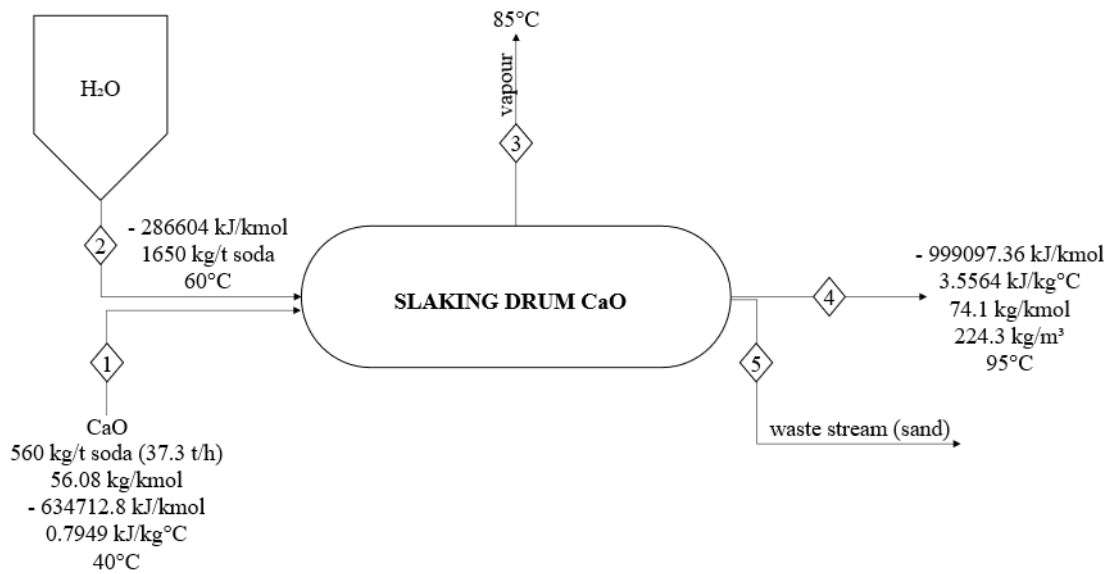 85°C
vapour
3
H₂O
2
- 286604 kJ/kmol
1650 kg/t soda
60°C
SLAKING DRUM CaO
4
- 999097.36 kJ/kmol
3.5564 kJ/kg°C
74.1 kg/kmol
224.3 kg/m³
95°C
1
5
waste stream (sand)
CaO
560 kg/t soda (37.3 t/h)
56.08 kg/kmol
- 634712.8 kJ/kmol
0.7949 kJ/kg°C
40°C